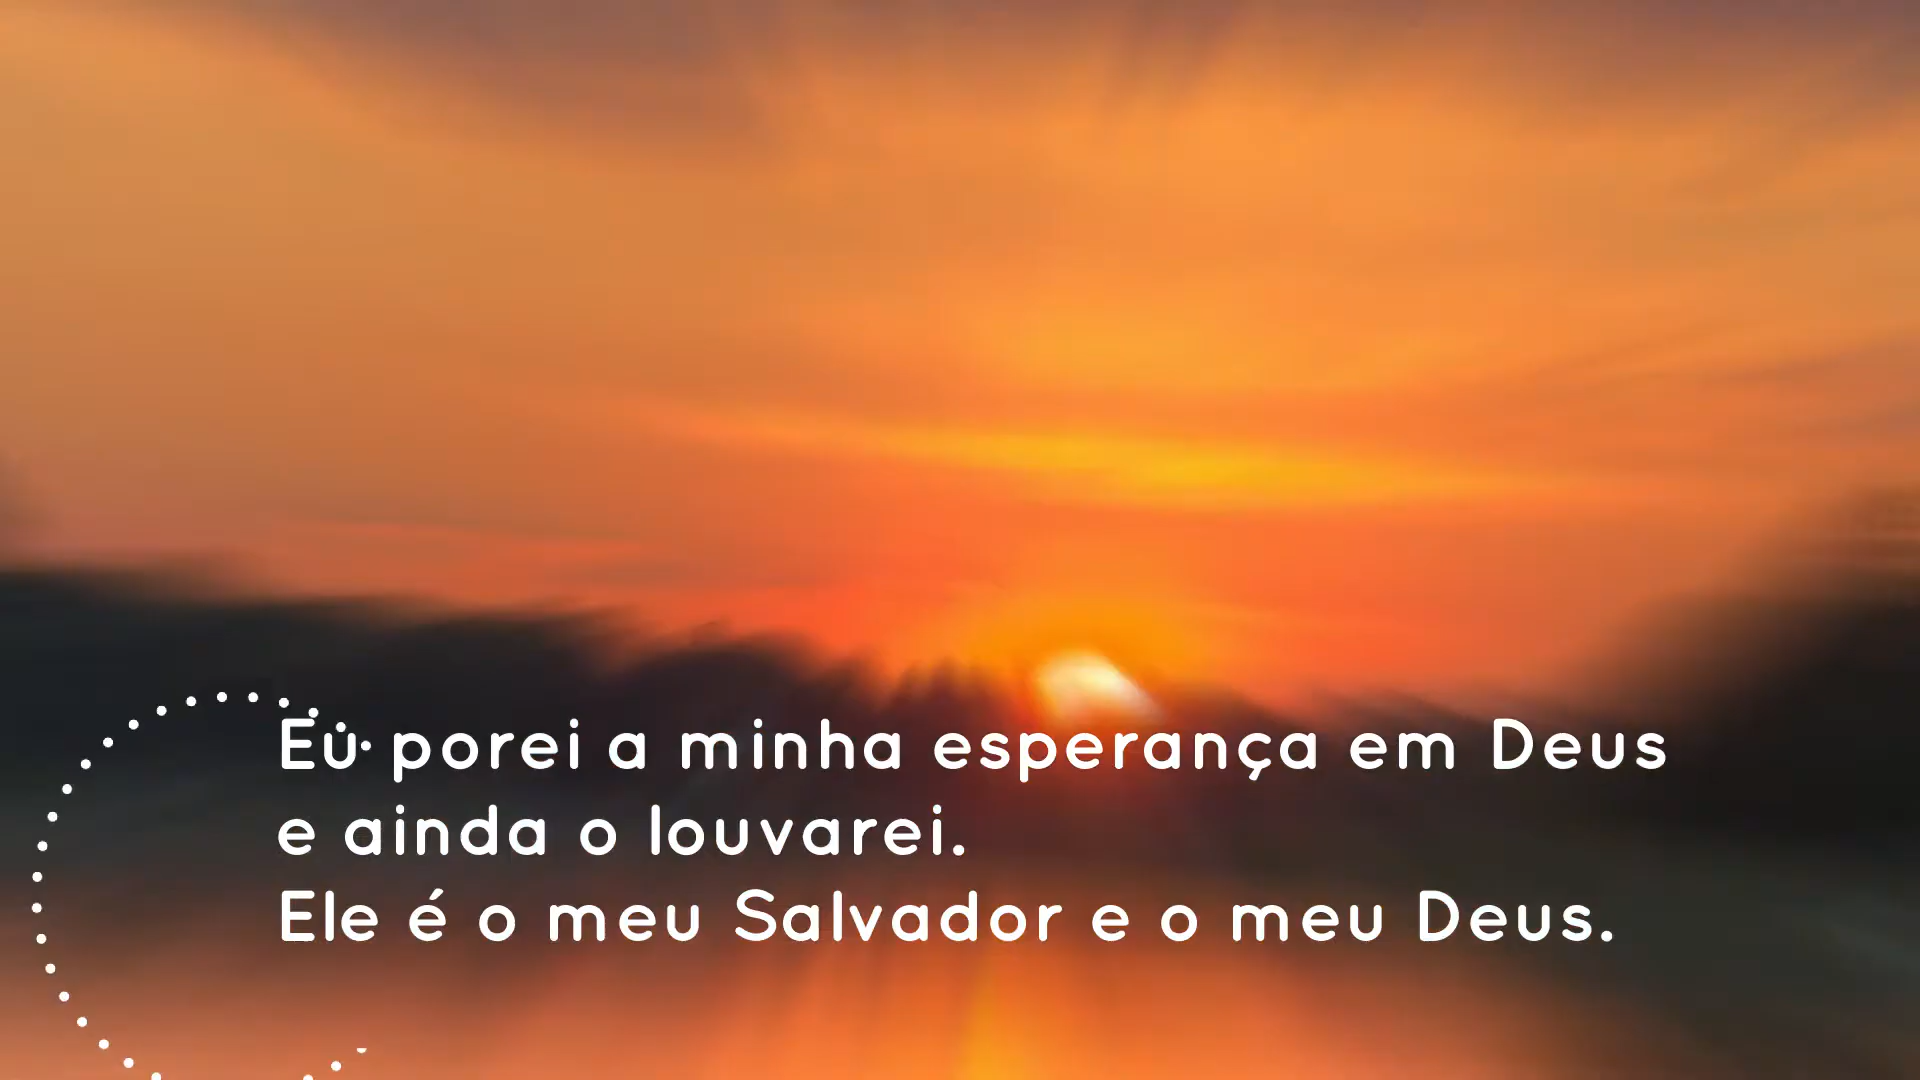 Eu porei a minha esperança em Deus
e ainda o louvarei.
Ele é o meu Salvador e o meu Deus.